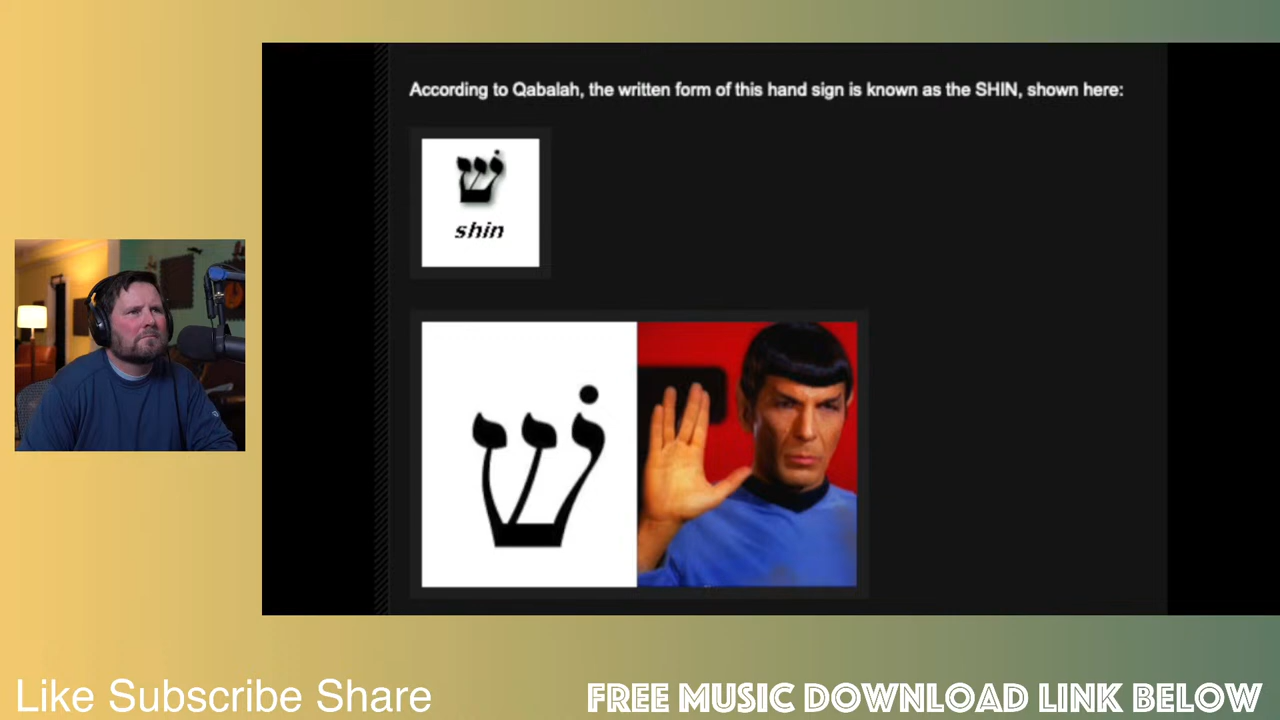 According to Qabalah, the written form of this hand sign is known as the SHIN, shown here:
שׁ
shin
שׁ
Like Subscribe Share
FREE MUSIC DOWNLOAD LINK BELOW